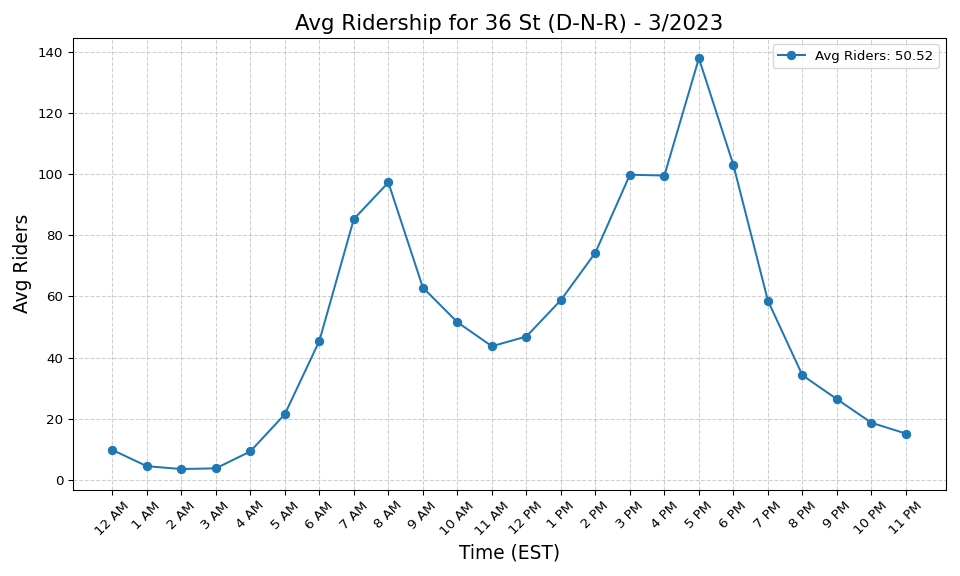 Avg Ridership for 36 St (D-N-R) - 3/2023
Avg Riders: 50.52
Avg Riders
140
120
100
80
60
40
20
0
12 AM
1 AM
2 AM
3 AM
4 AM
5 AM
6 AM
7 AM
8 AM
9 AM
10 AM
11 AM
12 PM
1 PM
2 PM
3 PM
4 PM
5 PM
6 PM
7 PM
8 PM
9 PM
10 PM
11 PM
Time (EST)